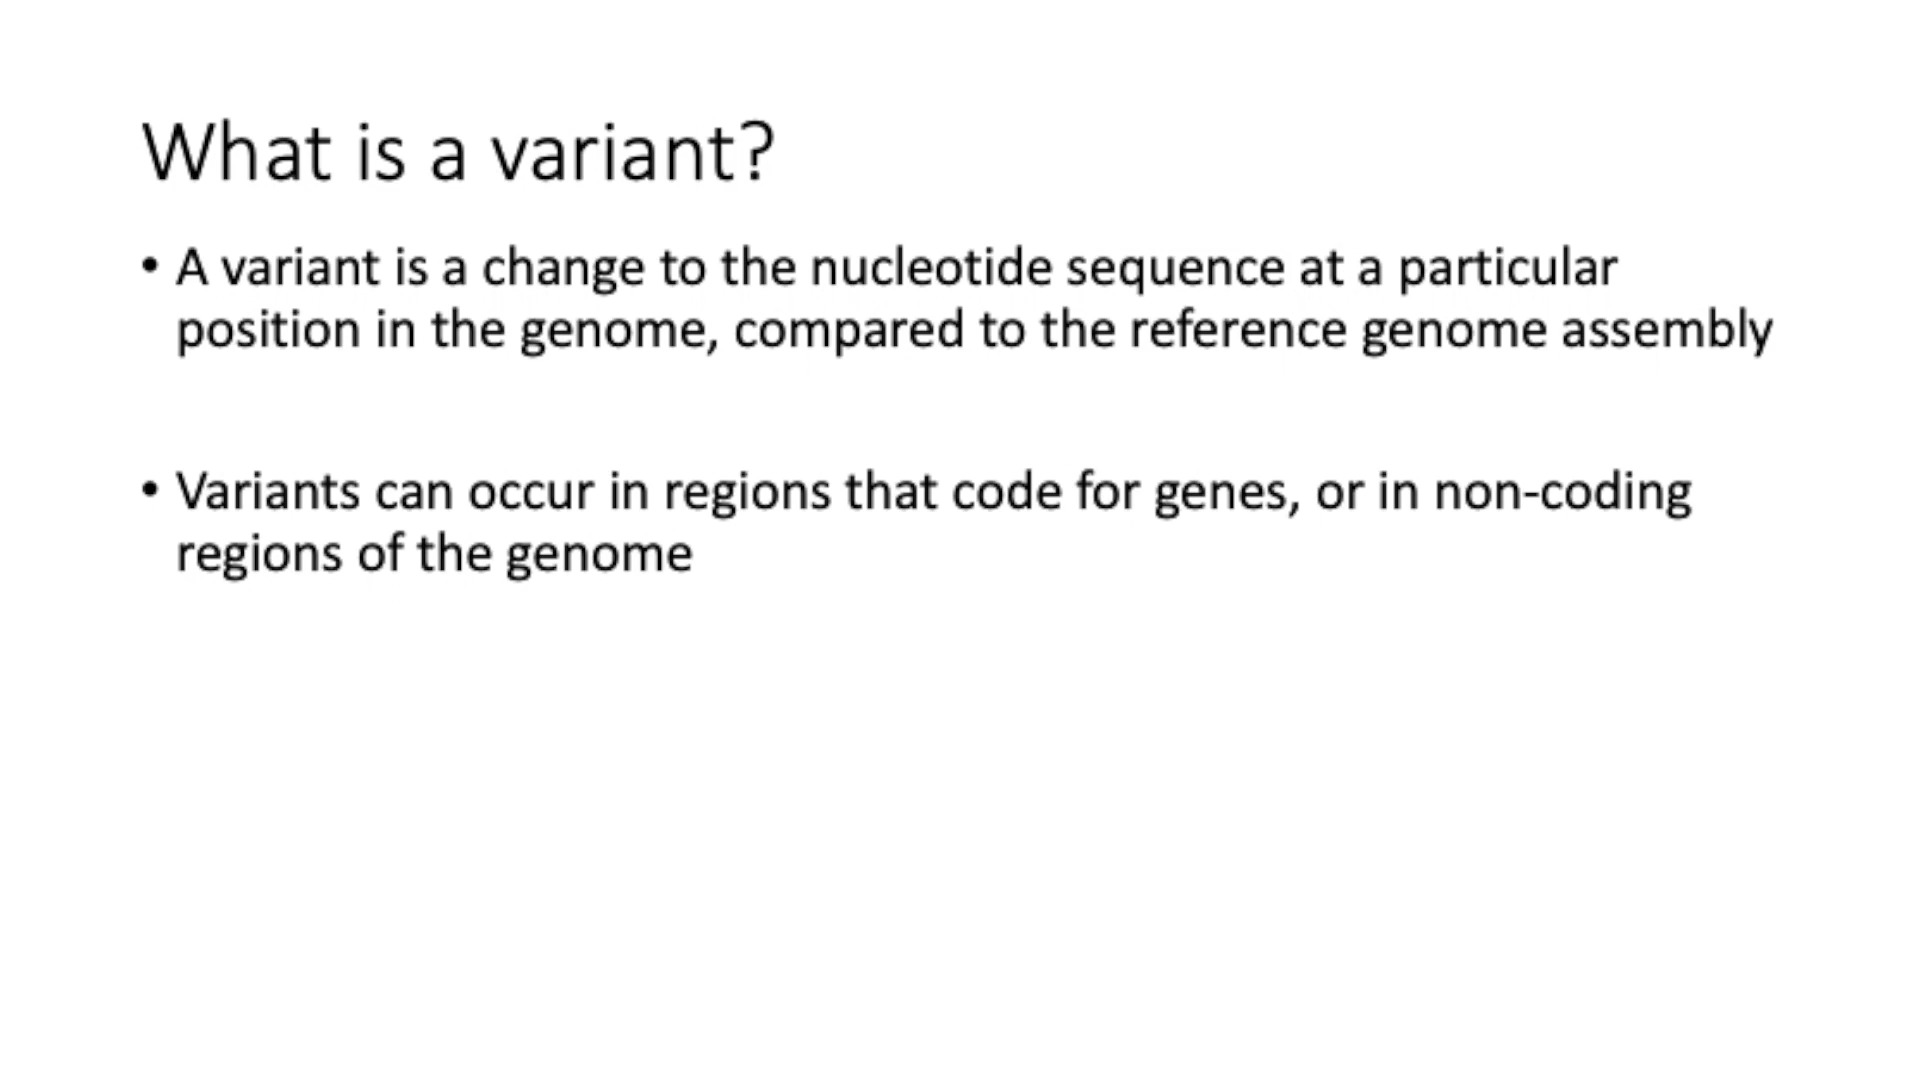 What is a variant?
• A variant is a change to the nucleotide sequence at a particular
position in the genome, compared to the reference genome assembly
• Variants can occur in regions that code for genes, or in non-coding
regions of the genome